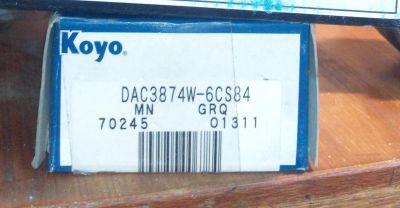 Koyo
DAC3874W-6CS84
MN GRQ
70245 01311